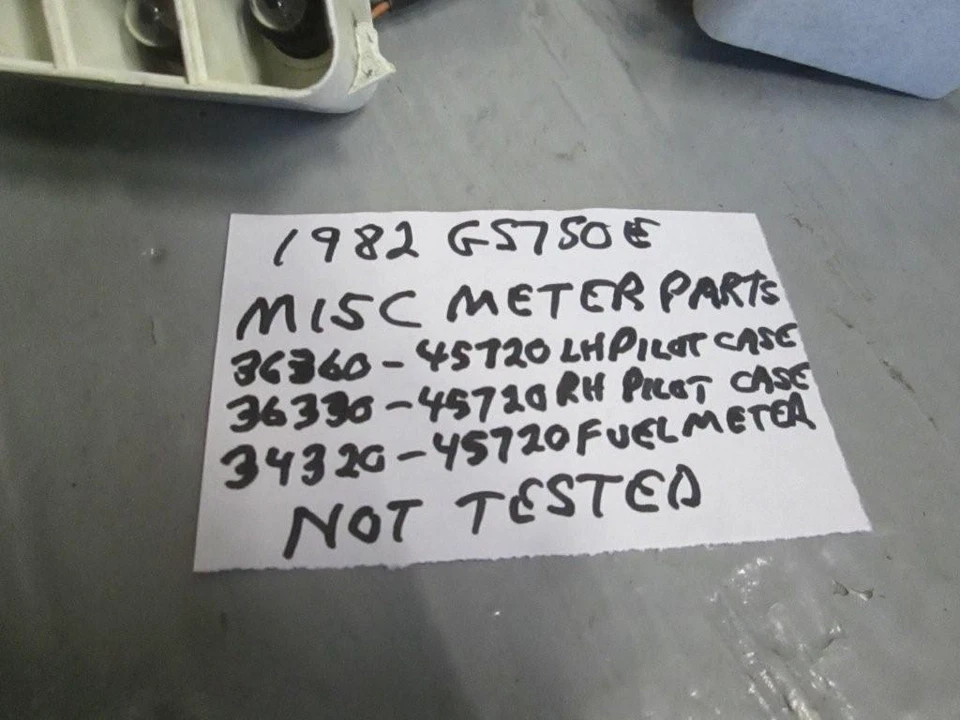 1982 GS750E
MISC METER PARTS
36360-45720 LH PILOT CASE
36330-45720 RH PILOT CASE
34320-45720 FUEL METER
NOT TESTED